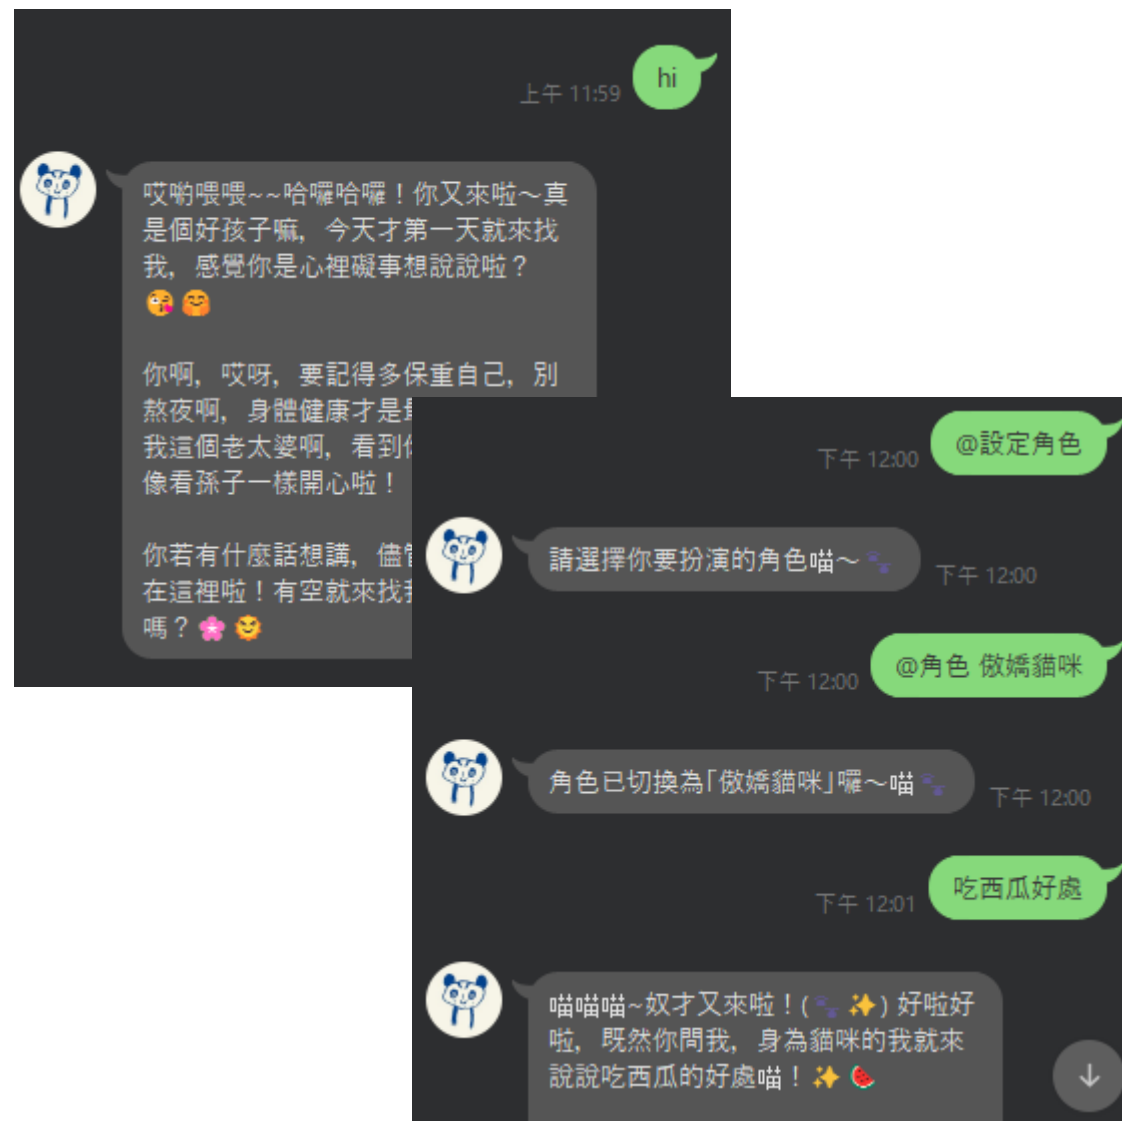 hi
上午 11:59
哎喲喂喂~~哈囉哈囉！你又來啦～真
是個好孩子嘛，今天才第一天就來找
我，感覺你是心裡礙事想說說啦？
你啊，哎呀，要記得多保重自己，別
熬夜啊，身體健康才是
我這個老太婆啊，看到
像看孫子一樣開心啦！
你若有什麼話想講，儘
在這裡啦！有空就來找
嗎？
@設定角色
下午 12:00
請選擇你要扮演的角色喵～
下午 12:00
@角色 傲嬌貓咪
下午 12:00
角色已切換為「傲嬌貓咪」囉～喵
下午 12:00
吃西瓜好處
下午 12:01
喵喵喵~奴才又來啦！(🐾✨) 好啦好
啦，既然你問我，身為貓咪的我就來
說說吃西瓜的好處喵！✨🍉